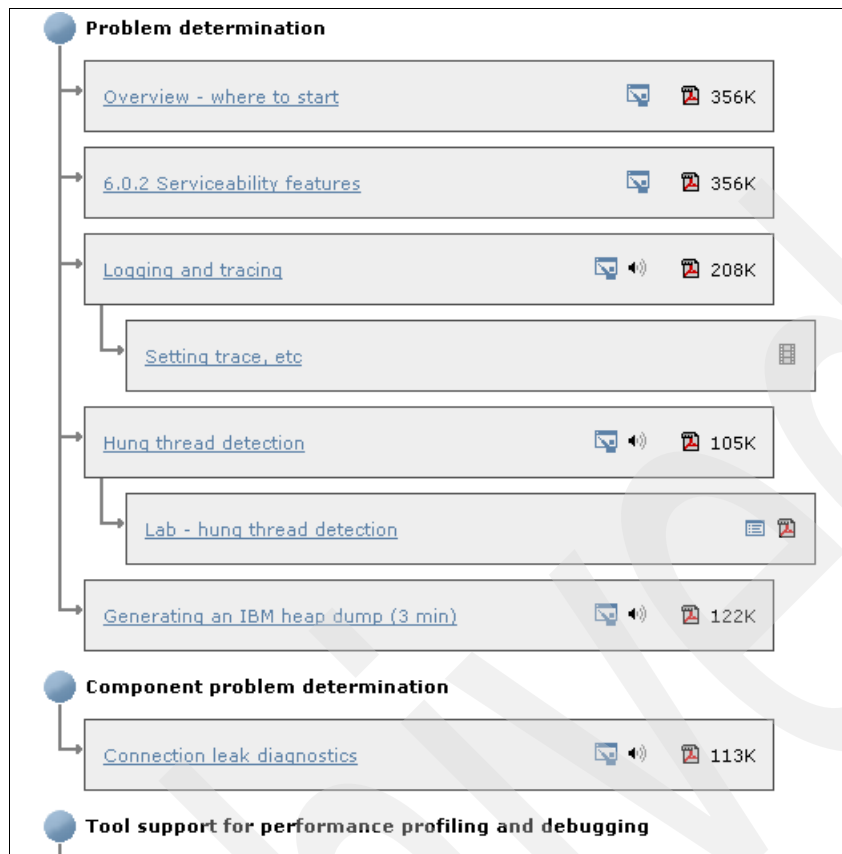 Problem determination
Overview - where to start 356K
6.0.2 Serviceability features 356K
Logging and tracing 208K
Setting trace, etc
Hung thread detection 105K
Lab - hung thread detection
Generating an IBM heap dump (3 min) 122K
Component problem determination
Connection leak diagnostics 113K
Tool support for performance profiling and debugging